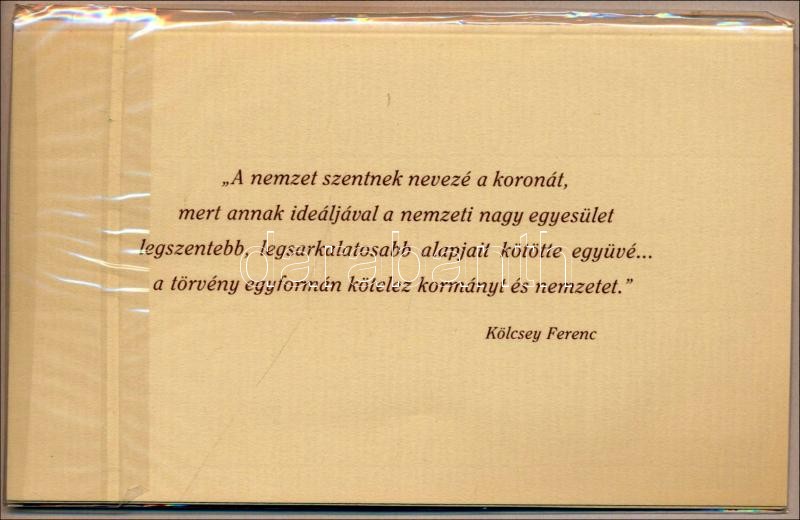 „A nemzet szentnek nevezé a koronát,
mert annak ideáljával a nemzeti nagy egyesület
legszentebb, legsarkalatosabb alapjait kötötte együvé...
a törvény egyformán kötelez kormányt és nemzetet.”
Kölcsey Ferenc
darabanth